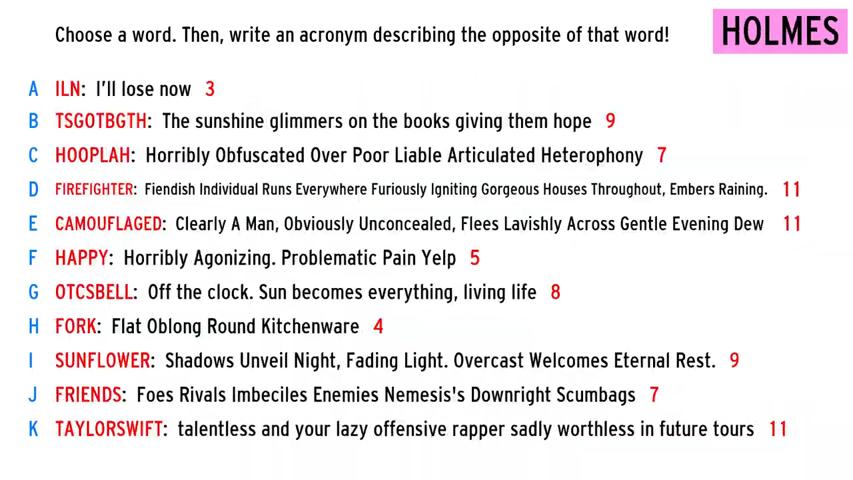 Choose a word. Then, write an acronym describing the opposite of that word!
HOLMES
A ILN: I'll lose now 3
B TSGOTBGTH: The sunshine glimmers on the books giving them hope 9
C HOOPLAH: Horribly Obfuscated Over Poor Liable Articulated Heterophony 7
D FIREFIGHTER: Fiendish Individual Runs Everywhere Furiously Igniting Gorgeous Houses Throughout, Embers Raining. 11
E CAMOUFLAGED: Clearly A Man, Obviously Unconcealed, Flees Lavishly Across Gentle Evening Dew 11
F HAPPY: Horribly Agonizing. Problematic Pain Yelp 5
G OTCSBELL: Off the clock. Sun becomes everything, living life 8
H FORK: Flat Oblong Round Kitchenware 4
I SUNFLOWER: Shadows Unveil Night, Fading Light. Overcast Welcomes Eternal Rest. 9
J FRIENDS: Foes Rivals Imbeciles Enemies Nemesis's Downright Scumbags 7
K TAYLORSWIFT: talentless and your lazy offensive rapper sadly worthless in future tours 11